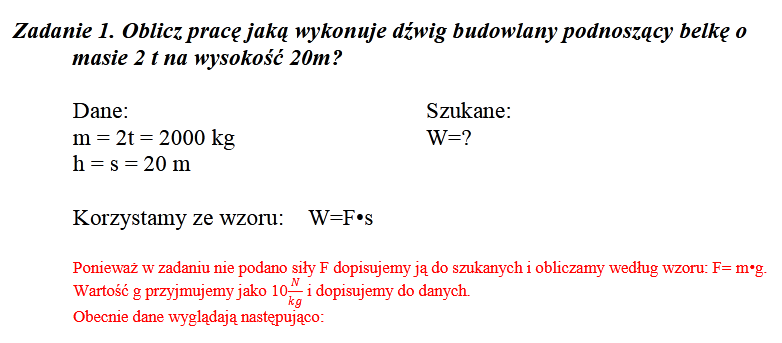 Zadanie 1. Oblicz pracę jaką wykonuje dźwig budowlany podnoszący belkę o
masie 2 t na wysokość 20m?
Dane: Szukane:
m = 2t = 2000 kg W=?
h = s = 20 m
Korzystamy ze wzoru: W=F•s
Ponieważ w zadaniu nie podano siły F dopisujemy ją do szukanych i obliczamy według wzoru: F= m•g.
Wartość g przyjmujemy jako 10 N/kg i dopisujemy do danych.
Obecnie dane wyglądają następująco: